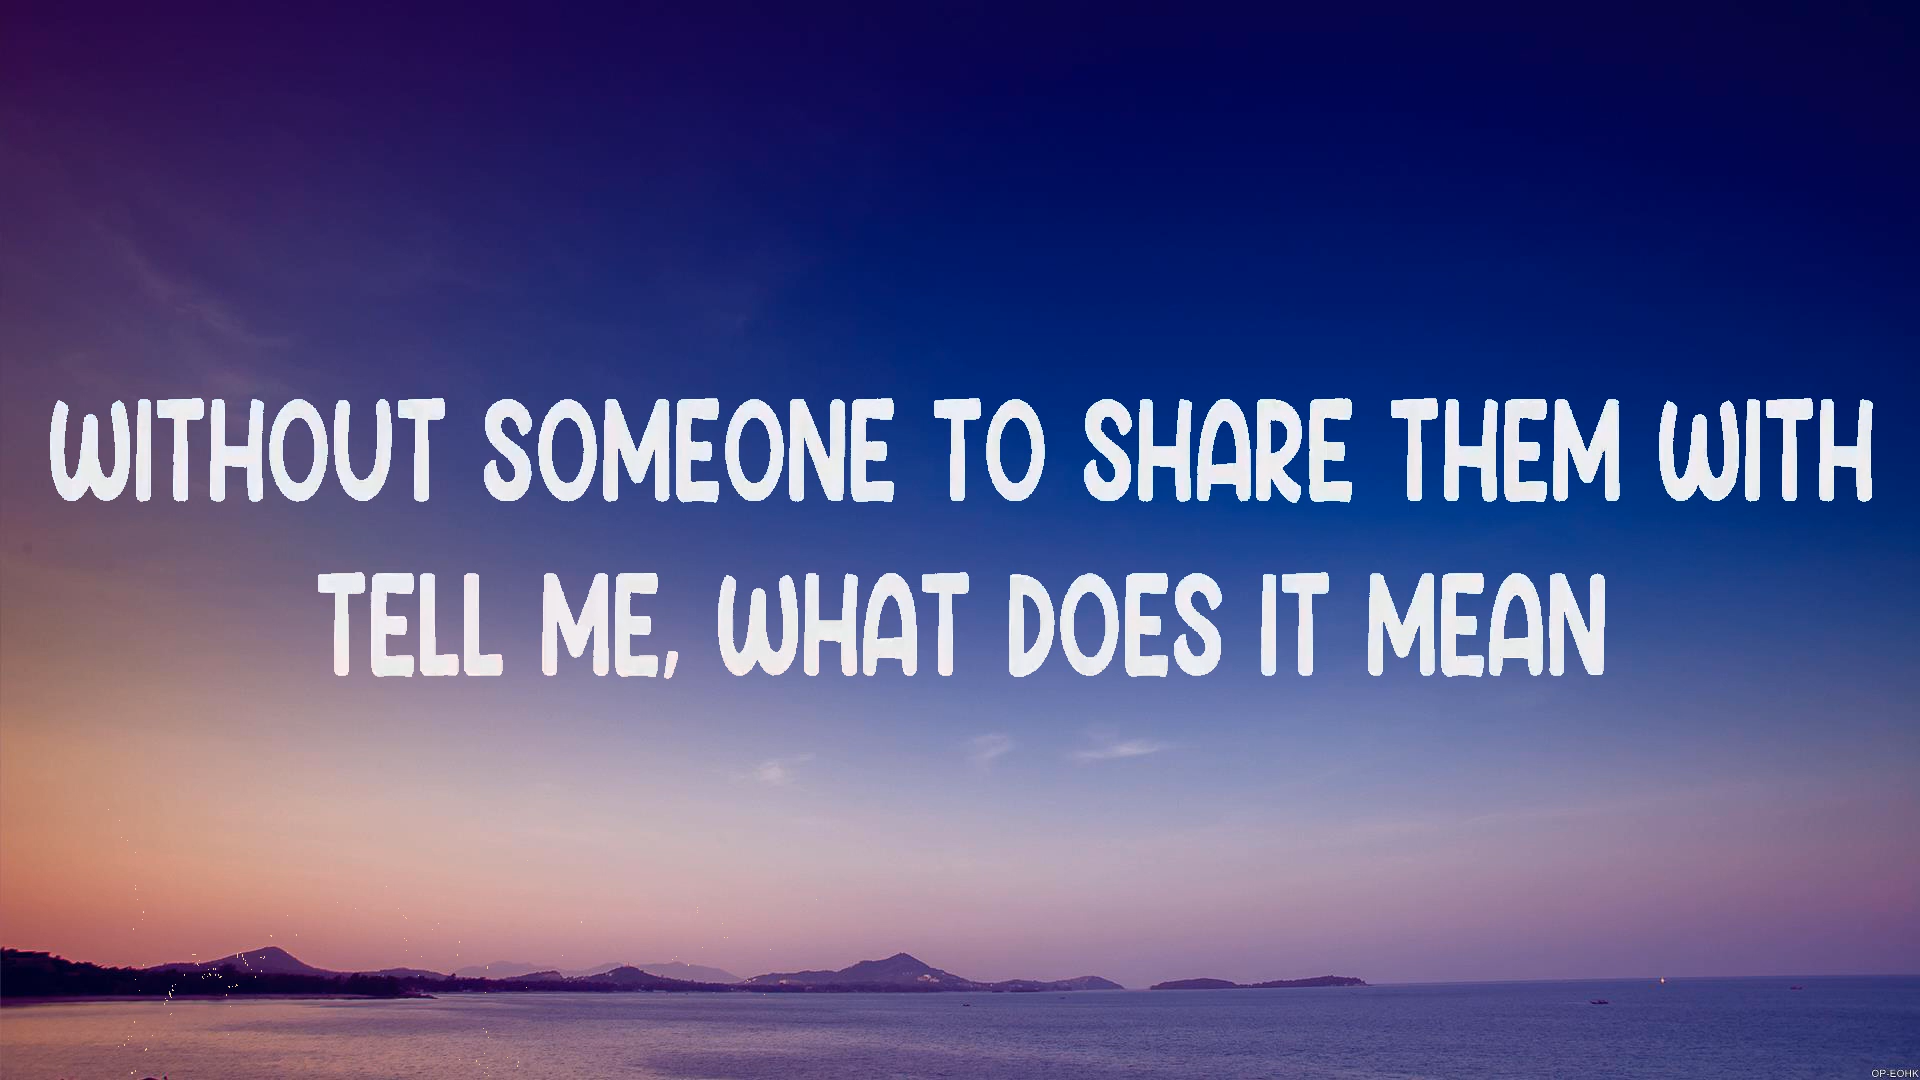 WITHOUT SOMEONE TO SHARE THEM WITH
TELL ME, WHAT DOES IT MEAN
OP-EOHK